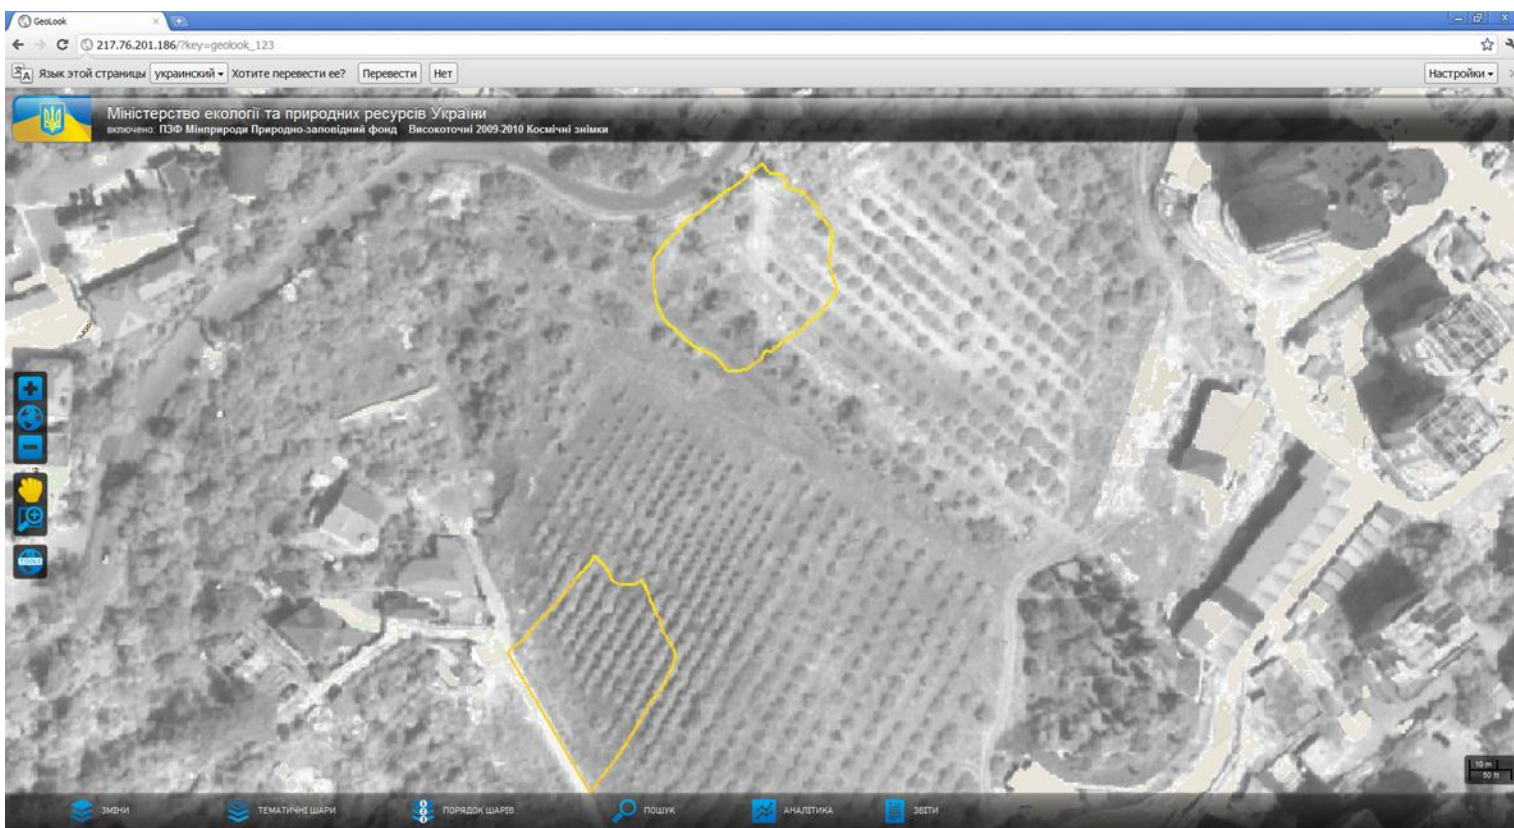 GeoLook
217.76.201.186/?key=geolook_123
Язык этой страницы украинский Хотите перевести ее? Перевести Нет Настройки
Міністерство екології та природних ресурсів України
включено: ПЗФ Мінприроди Природно-заповідний фонд Високоточні 2009-2010 Космічні знімки
TOOLS
10 m
50 ft
ЗМІНИ ТЕМАТИЧНІ ШАРИ ПОРЯДОК ШАРІВ ПОШУК АНАЛІТИКА ЗВІТИ